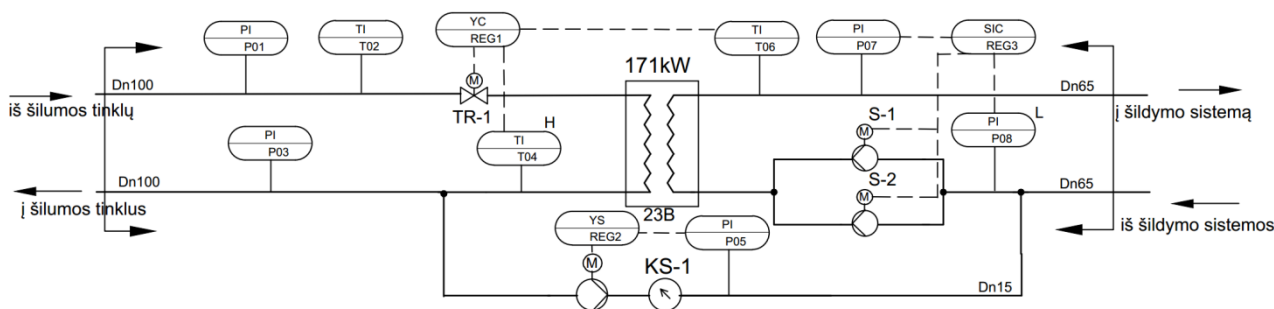 PI
P01
TI
T02
YC
REG1
TI
T06
PI
P07
SIC
REG3
171kW
Dn100
M
Dn65
iš šilumos tinklų
TR-1
S-1
į šildymo sistemą
H
L
PI
P03
TI
T04
M
PI
P08
S-2
Dn100
M
Dn65
į šilumos tinklus
23B
iš šildymo sistemos
YS
REG2
PI
P05
M
KS-1
Dn15